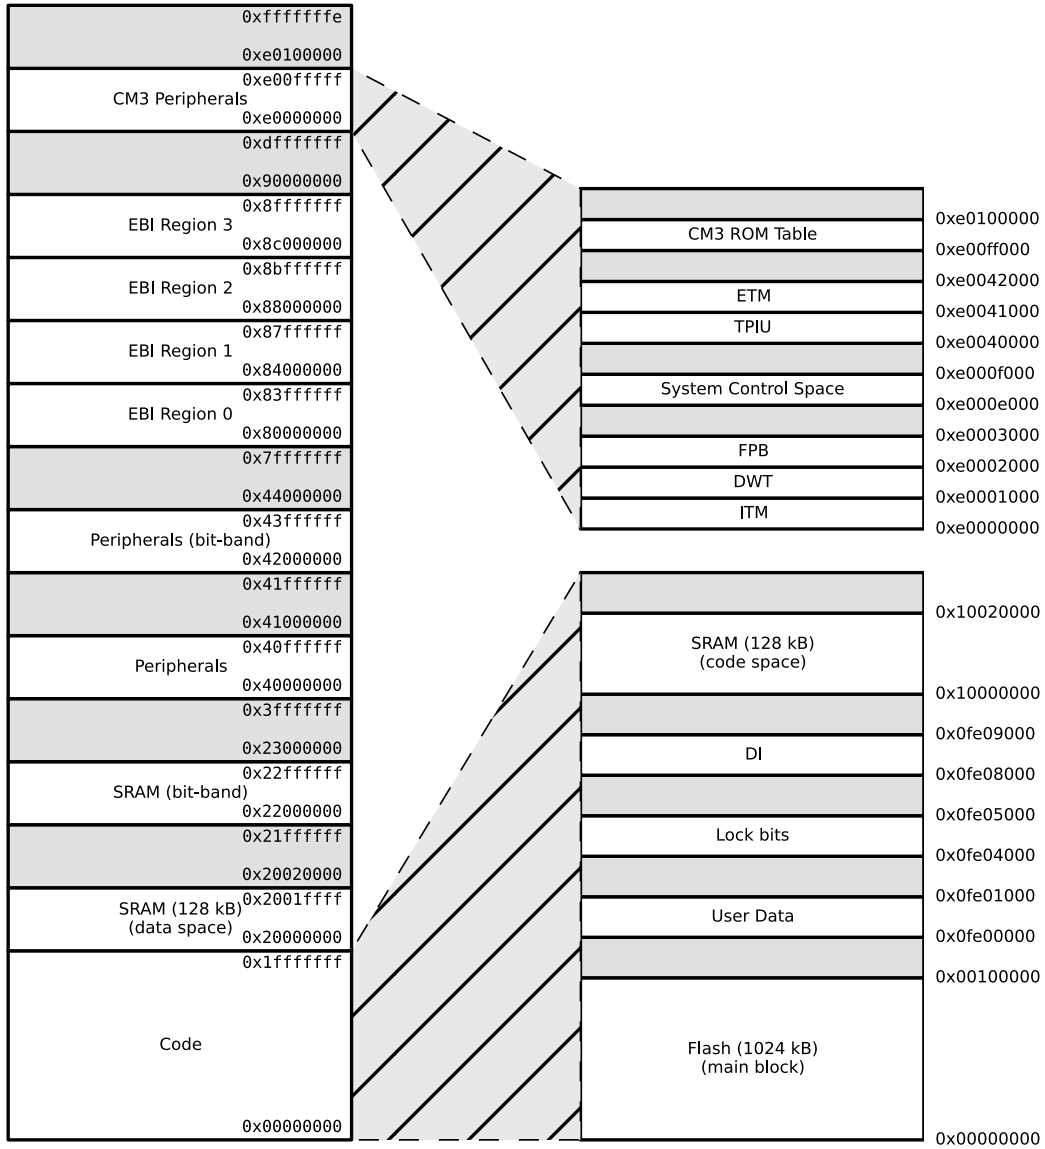 0xfffffffe
0xe0100000
0xe00fffff
CM3 Peripherals
0xe0000000
0xdfffffff
0x90000000
0x8fffffff
EBI Region 3
0x8c000000
0x8bffffff
EBI Region 2
0x88000000
0x87ffffff
EBI Region 1
0x84000000
0x83ffffff
EBI Region 0
0x80000000
0x7fffffff
0x44000000
0x43ffffff
Peripherals (bit-band)
0x42000000
0x41ffffff
0x41000000
0x40ffffff
Peripherals
0x40000000
0x3fffffff
0x23000000
0x22ffffff
SRAM (bit-band)
0x22000000
0x21ffffff
0x20020000
0x2001ffff
SRAM (128 kB)
(data space)
0x20000000
0x1fffffff
Code
0x00000000
0xe0100000
CM3 ROM Table
0xe00ff000
0xe0042000
ETM
0xe0041000
TPIU
0xe0040000
0xe000f000
System Control Space
0xe000e000
0xe0003000
FPB
0xe0002000
DWT
0xe0001000
ITM
0xe0000000
0x10020000
SRAM (128 kB)
(code space)
0x10000000
0x0fe09000
DI
0x0fe08000
0x0fe05000
Lock bits
0x0fe04000
0x0fe01000
User Data
0x0fe00000
0x00100000
Flash (1024 kB)
(main block)
0x00000000